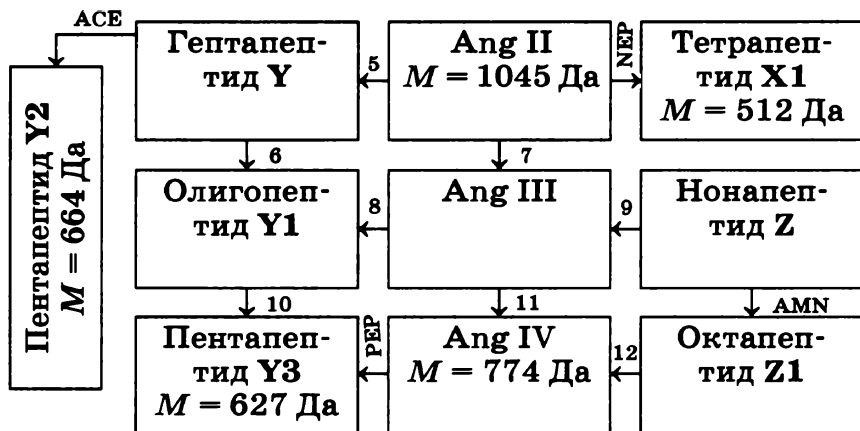 ACE
Гептапеп-
тид Y
5
Ang II
M = 1045 Да
NEP
Тетрапеп-
тид X1
M = 512 Да
Пентапептид Y2
M = 664 Да
6
7
Олигопеп-
тид Y1
8
Ang III
9
Нонапеп-
тид Z
10
11
AMN
Пентапеп-
тид Y3
M = 627 Да
PEP
Ang IV
M = 774 Да
12
Октапеп-
тид Z1